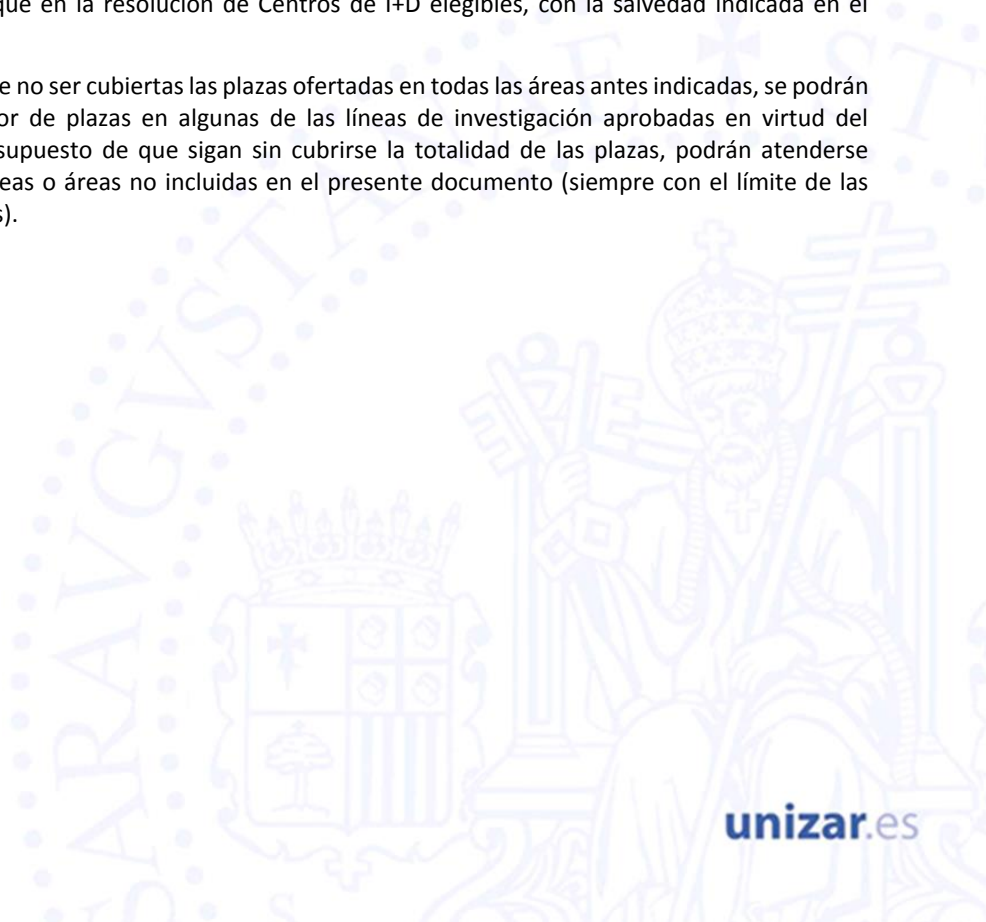 que en la resolución de Centros de I+D elegibles, con la salvedad indicada en el
e no ser cubiertas las plazas ofertadas en todas las áreas antes indicadas, se podrán
or de plazas en algunas de las líneas de investigación aprobadas en virtud del
supuesto de que sigan sin cubrirse la totalidad de las plazas, podrán atenderse
eas o áreas no incluidas en el presente documento (siempre con el límite de las
s).
ARAVGVSTANAE ST
S
unizar.es